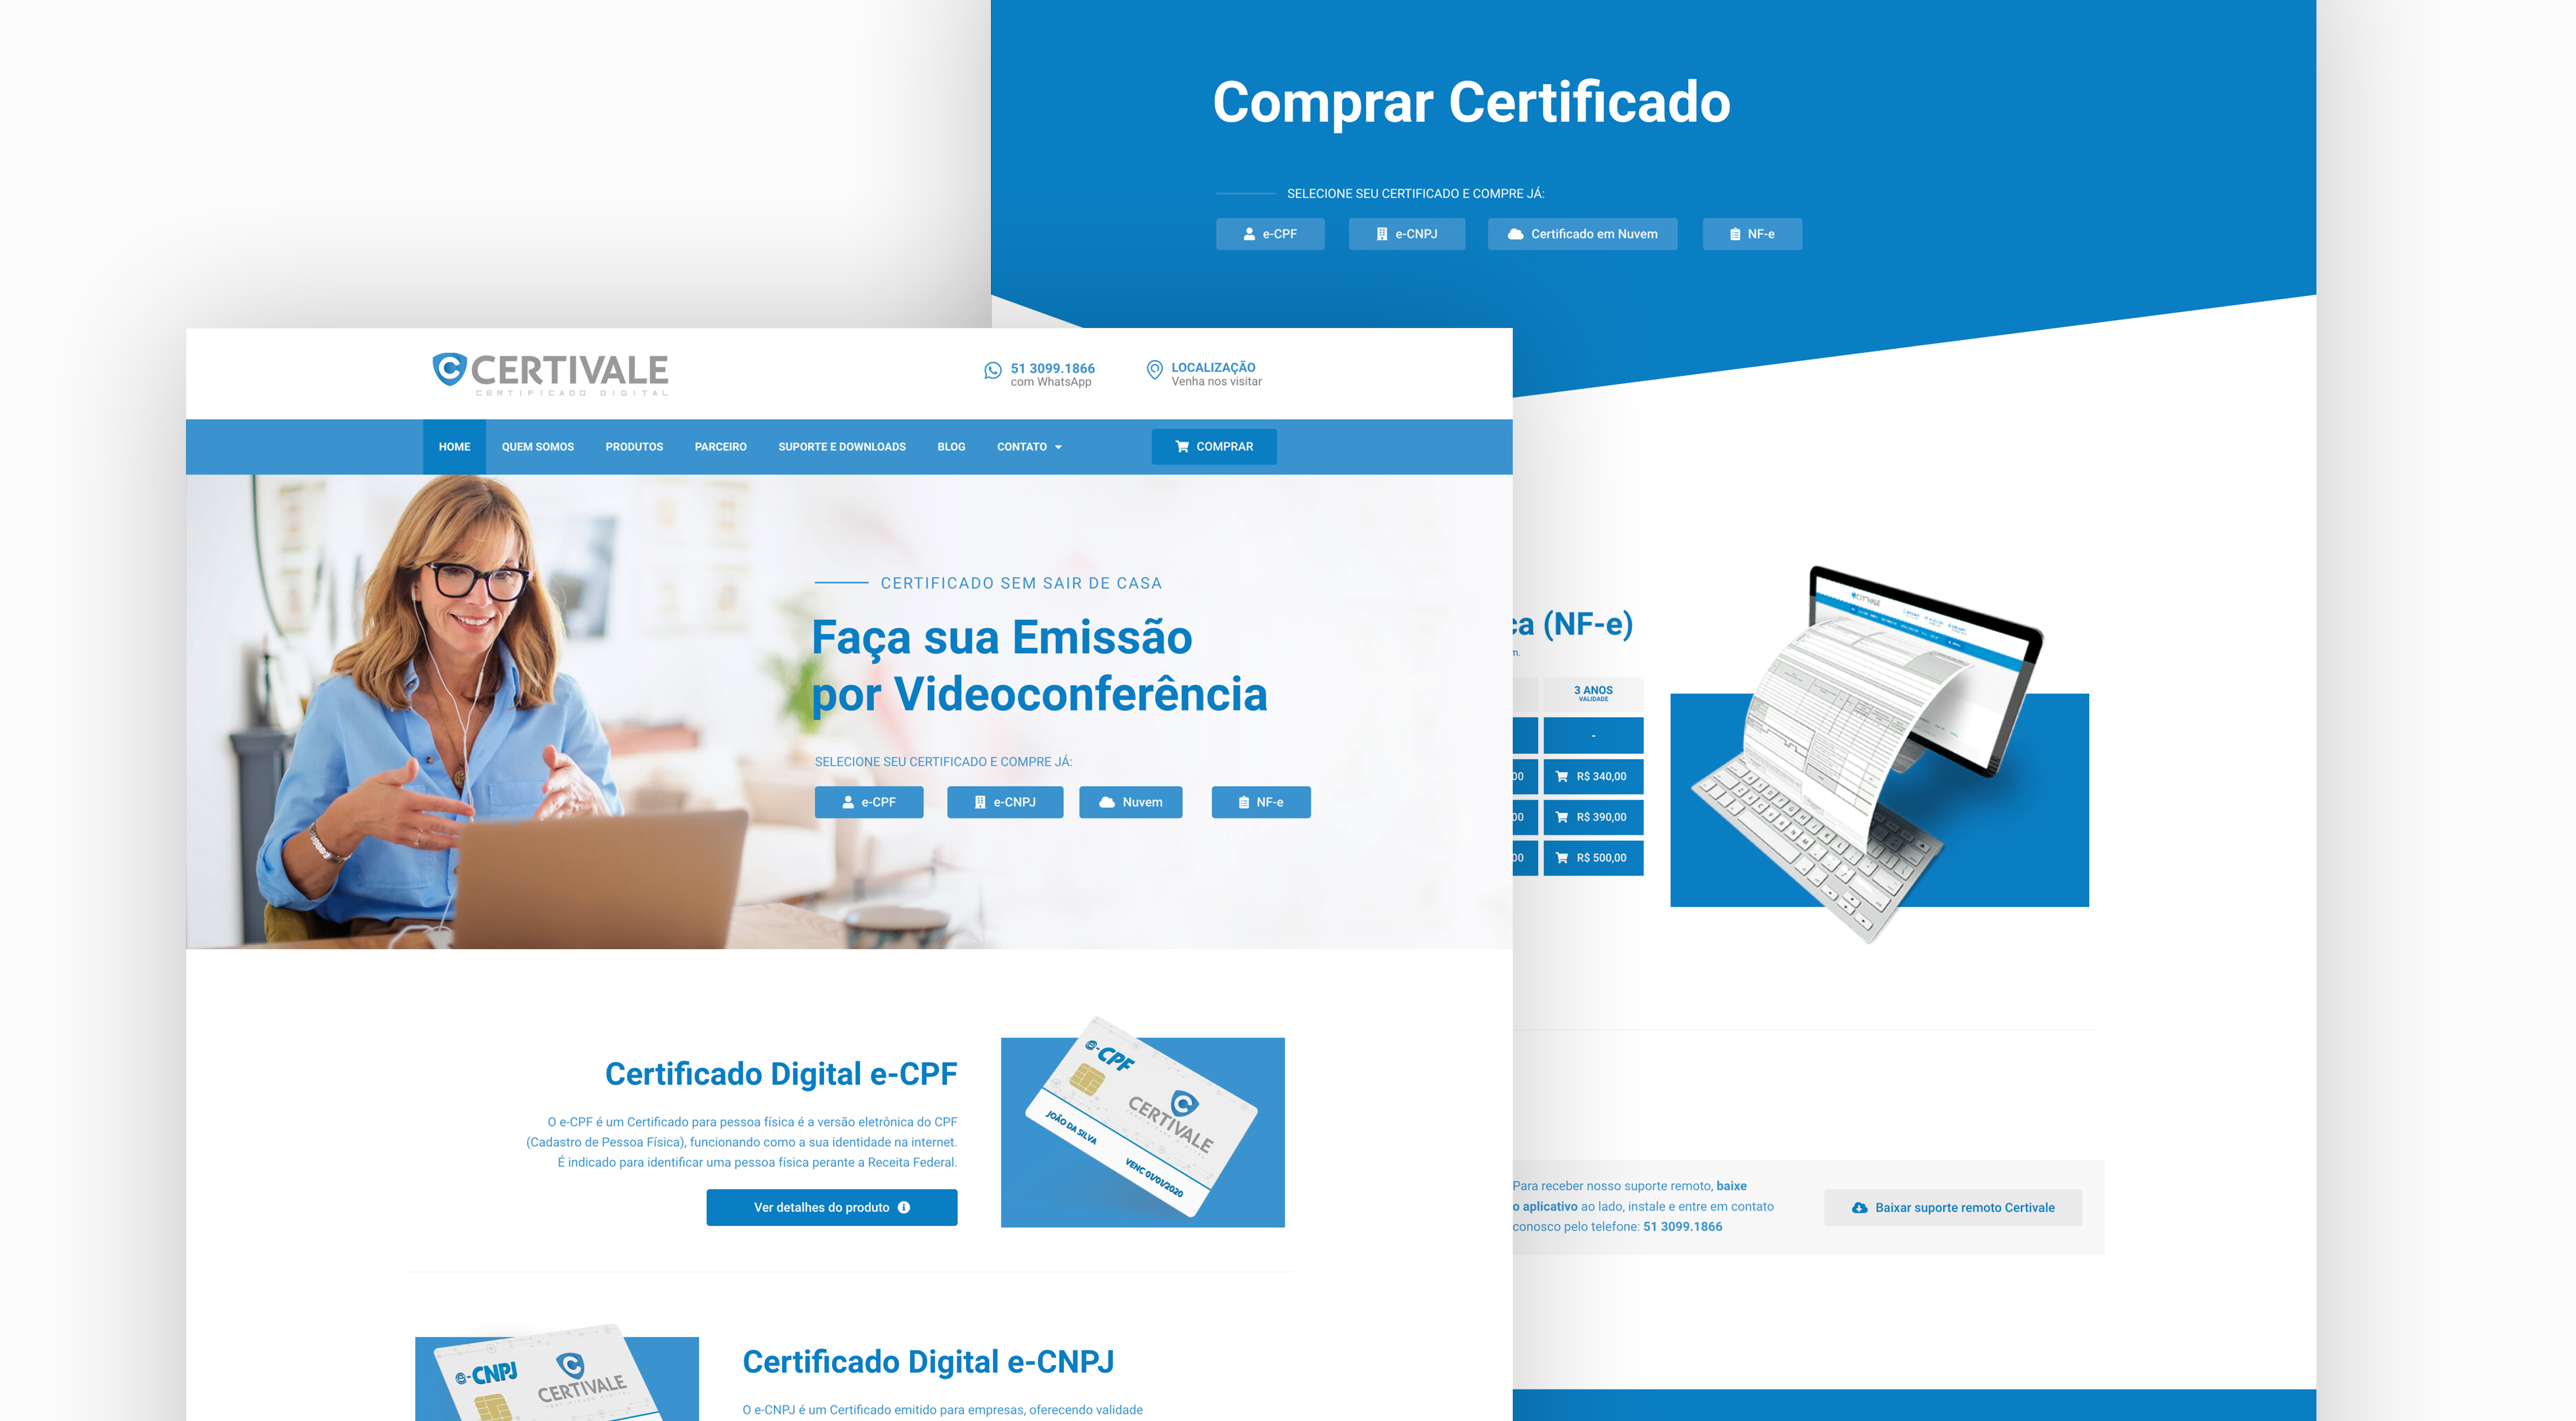 Comprar Certificado
SELECIONE SEU CERTIFICADO E COMPRE JÁ:
e-CPF
e-CNPJ
Certificado em Nuvem
NF-e
CERTIVALE
CERTIFICADO DIGITAL
51 3099.1866
com WhatsApp
LOCALIZAÇÃO
Venha nos visitar
HOME
QUEM SOMOS
PRODUTOS
PARCEIRO
SUPORTE E DOWNLOADS
BLOG
CONTATO
COMPRAR
CERTIFICADO SEM SAIR DE CASA
Faça sua Emissão
por Videoconferência
SELECIONE SEU CERTIFICADO E COMPRE JÁ:
e-CPF
e-CNPJ
Nuvem
NF-e
Certificado Digital e-CPF
O e-CPF é um Certificado para pessoa física é a versão eletrônica do CPF
(Cadastro de Pessoa Física), funcionando como a sua identidade na internet.
É indicado para identificar uma pessoa física perante a Receita Federal.
Ver detalhes do produto
e-CPF
CERTIVALE
JOÃO DA SILVA
VENC 01/01/2020
e-CNPJ
CERTIVALE
Certificado Digital e-CNPJ
O e-CNPJ é um Certificado emitido para empresas, oferecendo validade
ca (NF-e)
m.
3 ANOS
VALIDADE
-
00
R$ 340,00
00
R$ 390,00
00
R$ 500,00
Para receber nosso suporte remoto, baixe
o aplicativo ao lado, instale e entre em contato
conosco pelo telefone: 51 3099.1866
Baixar suporte remoto Certivale